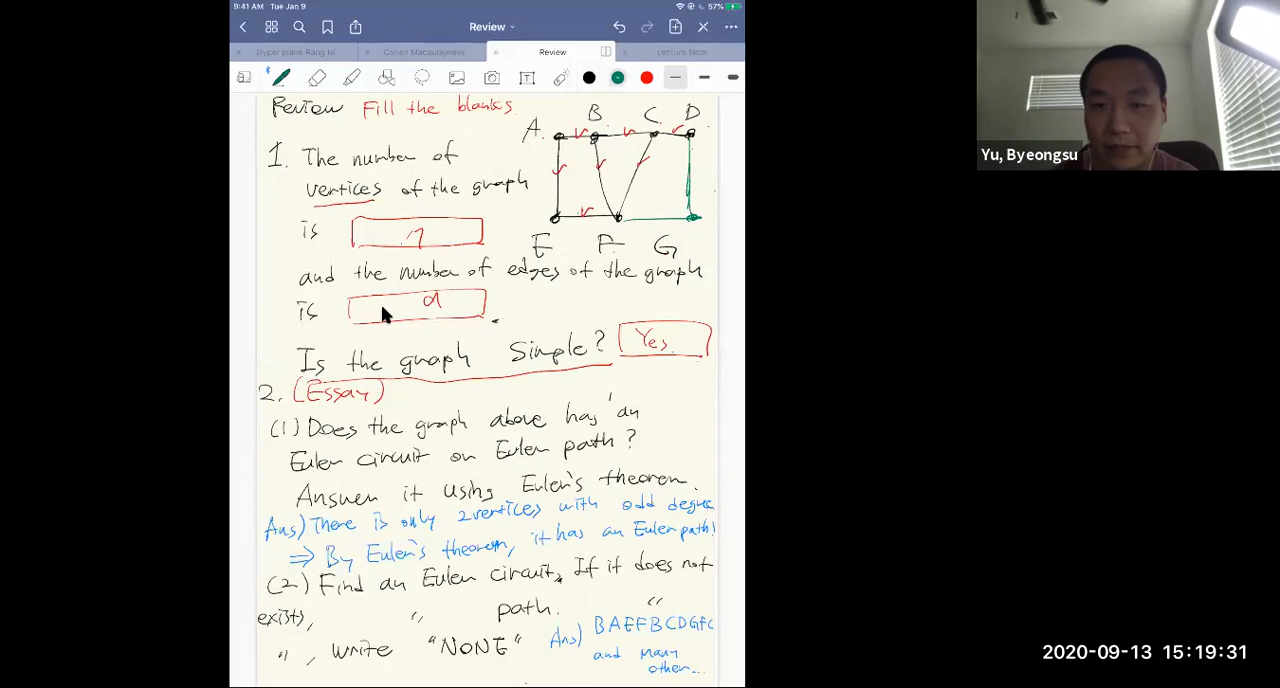 9:41 AM Tue Jan 9
57%
Review
Cohen Macaulayness
Review
Lecture Note
Review Fill the blanks
1. The number of
vertices of the graph
is 7
and the number of edges of the graph
is 9.
Is the graph Simple? Yes.
A B C D
E F G
2. (Essay)
(1) Does the graph above has an
Euler circuit or Euler path?
Answer it using Euler's theorem.
Ans) There is only 2 vertices with odd degree
⇒ By Euler's theorem, it has an Euler path!
(2) Find an Euler circuit, If it does not
exists, " path. "
" , write "NONE"
Ans) BAEFBCDGFC
and many
other...
Yu, Byeongsu
2020-09-13 15:19:31